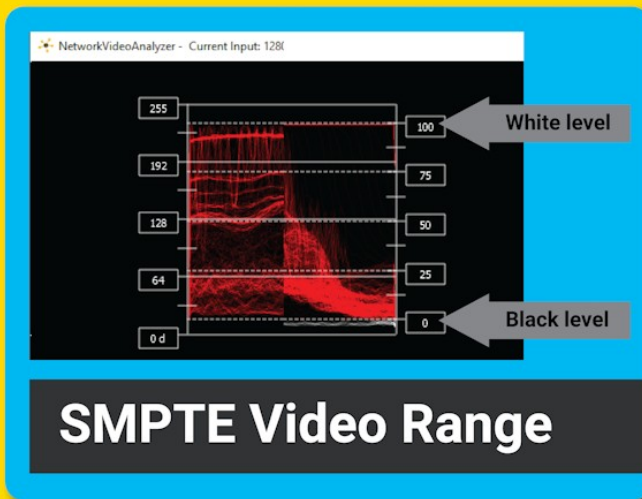 NetworkVideoAnalyzer - Current Input: 128(
255
100
White level
192
75
128
50
64
25
0
Black level
0 d
SMPTE Video Range